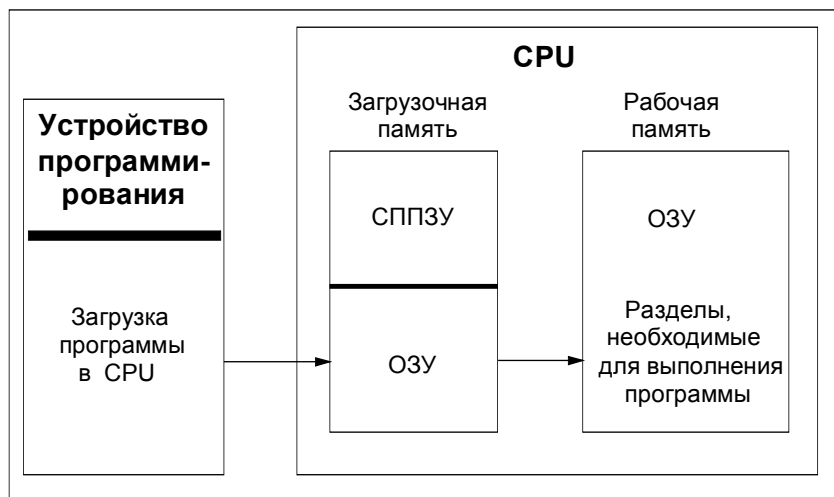 CPU
Устройство
программи-
рования
Загрузка
программы
в CPU
Загрузочная
память
СППЗУ
ОЗУ
Рабочая
память
ОЗУ
Разделы,
необходимые
для выполнения
программы